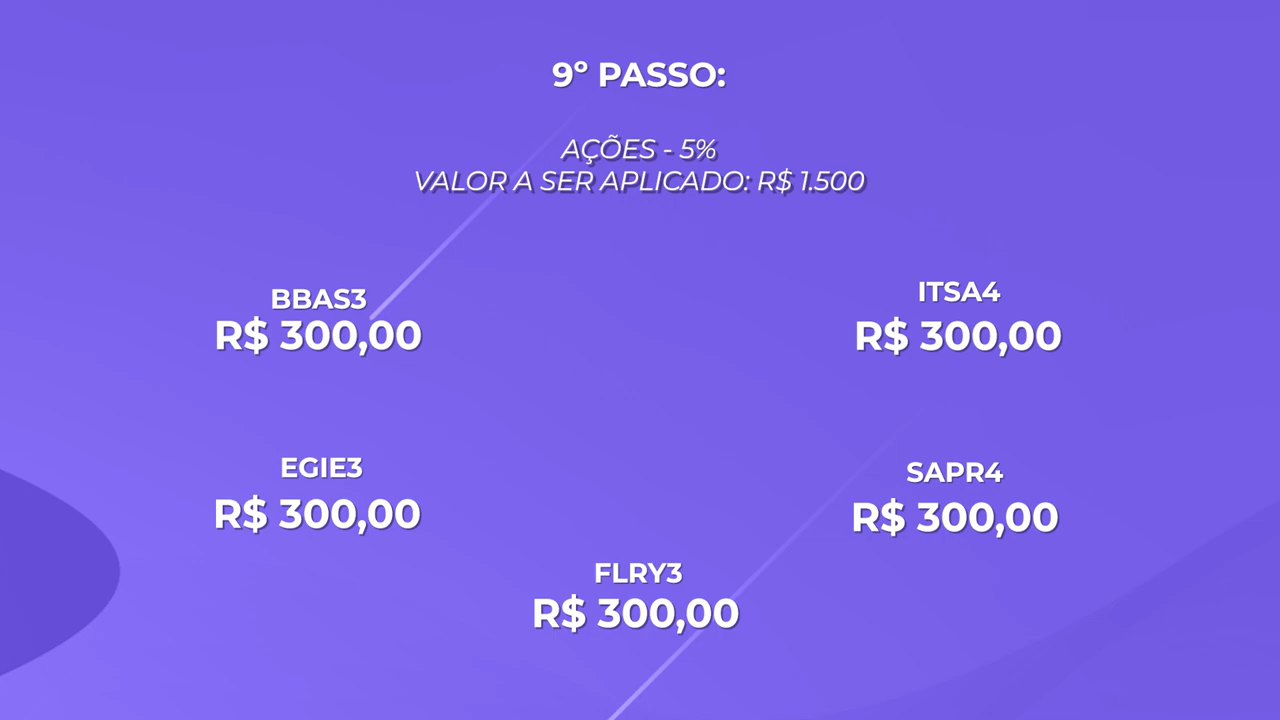 9º PASSO:
AÇÕES - 5%
VALOR A SER APLICADO: R$ 1.500
BBAS3
R$ 300,00
ITSA4
R$ 300,00
EGIE3
R$ 300,00
SAPR4
R$ 300,00
FLRY3
R$ 300,00